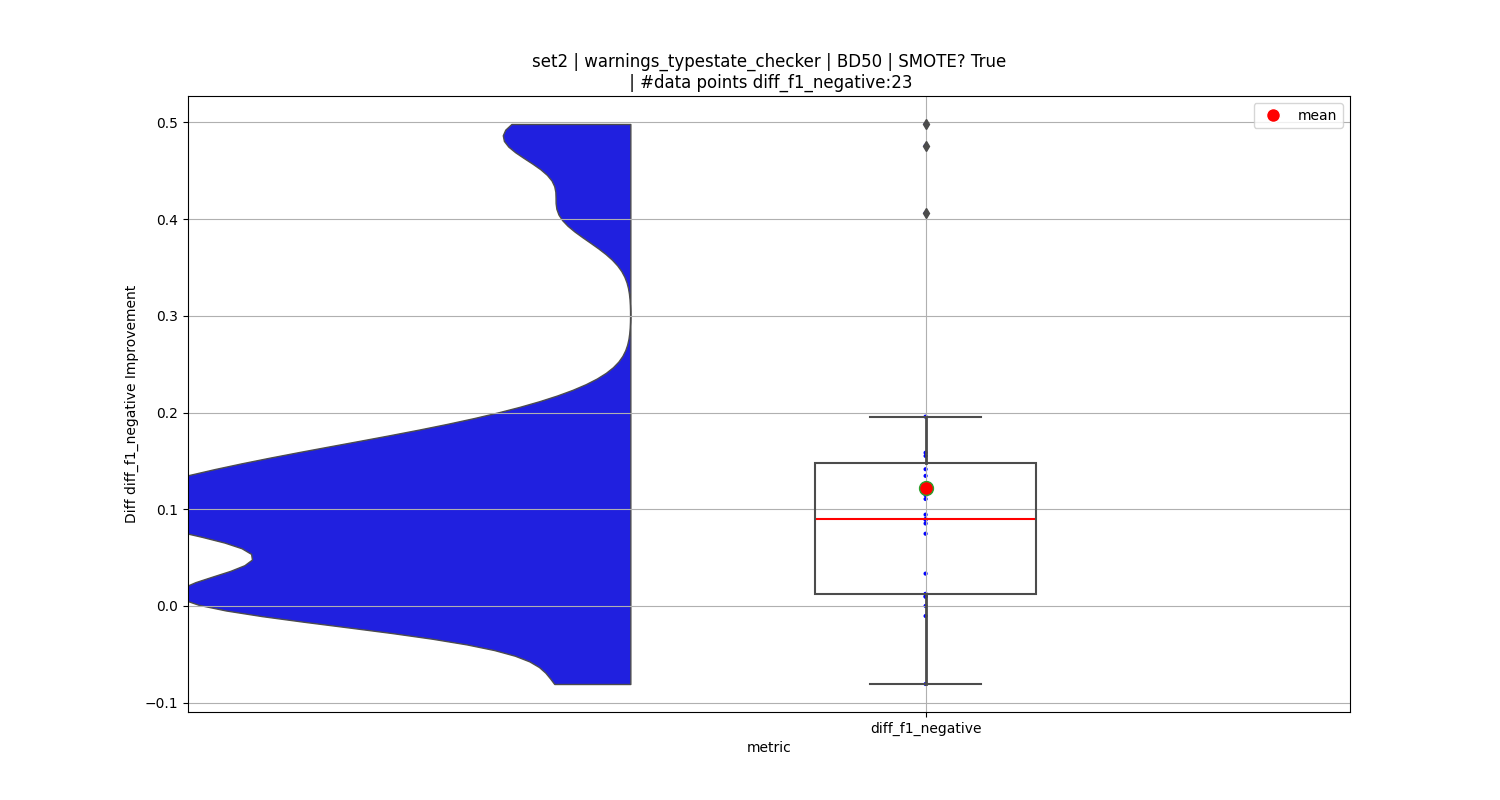 set2 | warnings_typestate_checker | BD50 | SMOTE? True
| #data points diff_f1_negative:23
mean
0.5
0.4
0.3
0.2
0.1
0.0
−0.1
Diff diff_f1_negative Improvement
diff_f1_negative
metric